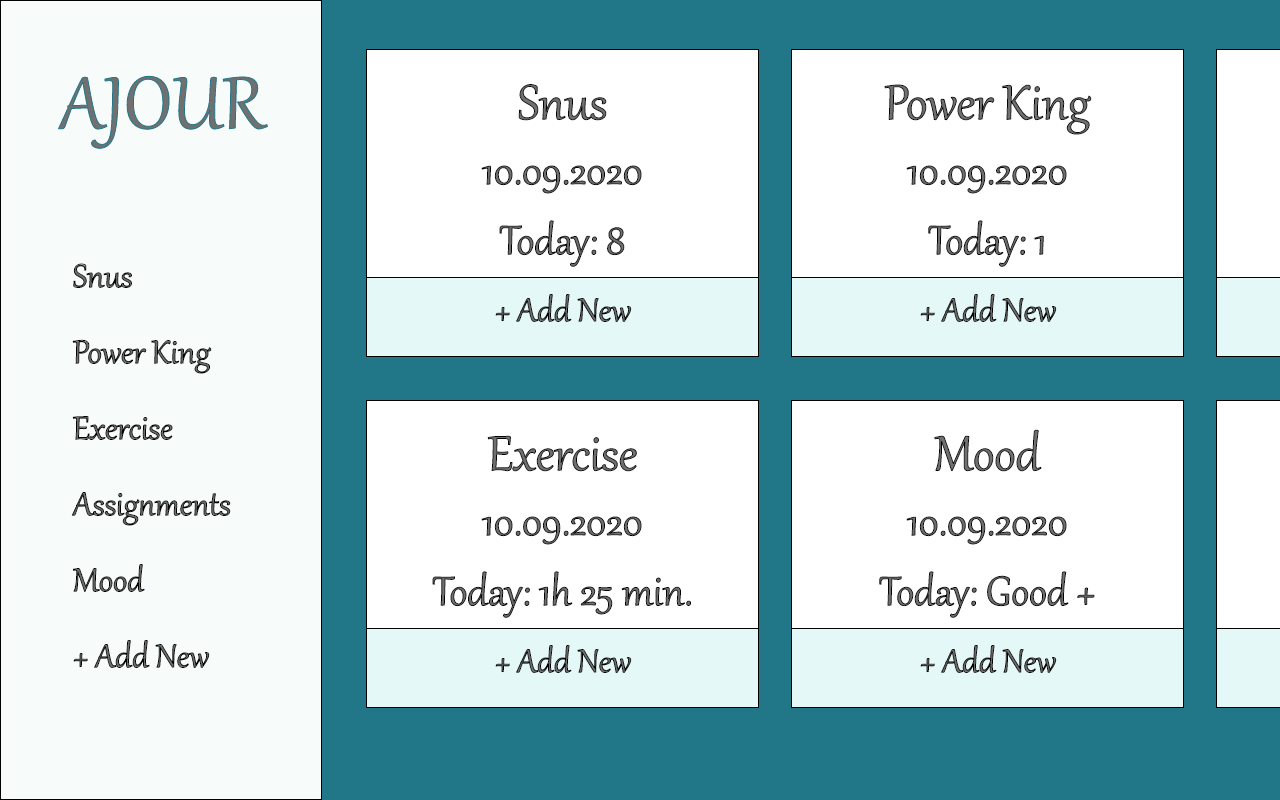 AJOUR
Snus
Power King
Exercise
Assignments
Mood
+ Add New
Snus
10.09.2020
Today: 8
+ Add New
Power King
10.09.2020
Today: 1
+ Add New
Exercise
10.09.2020
Today: 1h 25 min.
+ Add New
Mood
10.09.2020
Today: Good +
+ Add New